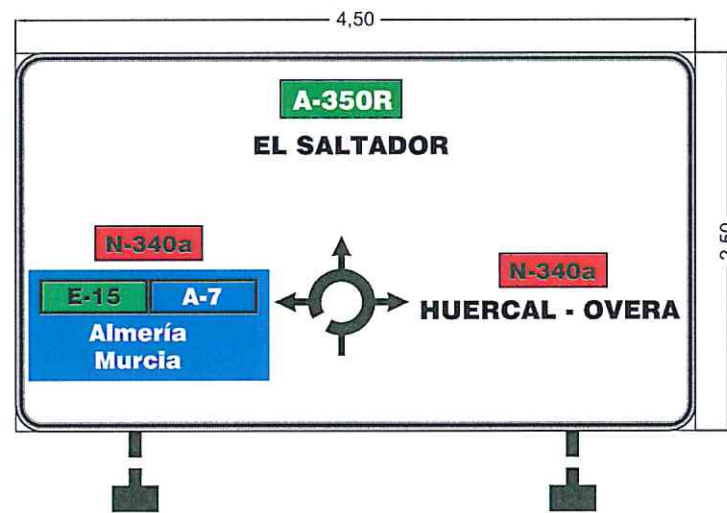 4,50
A-350R
EL SALTADOR
N-340a
E-15 A-7
Almería
Murcia
N-340a
HUERCAL - OVERA